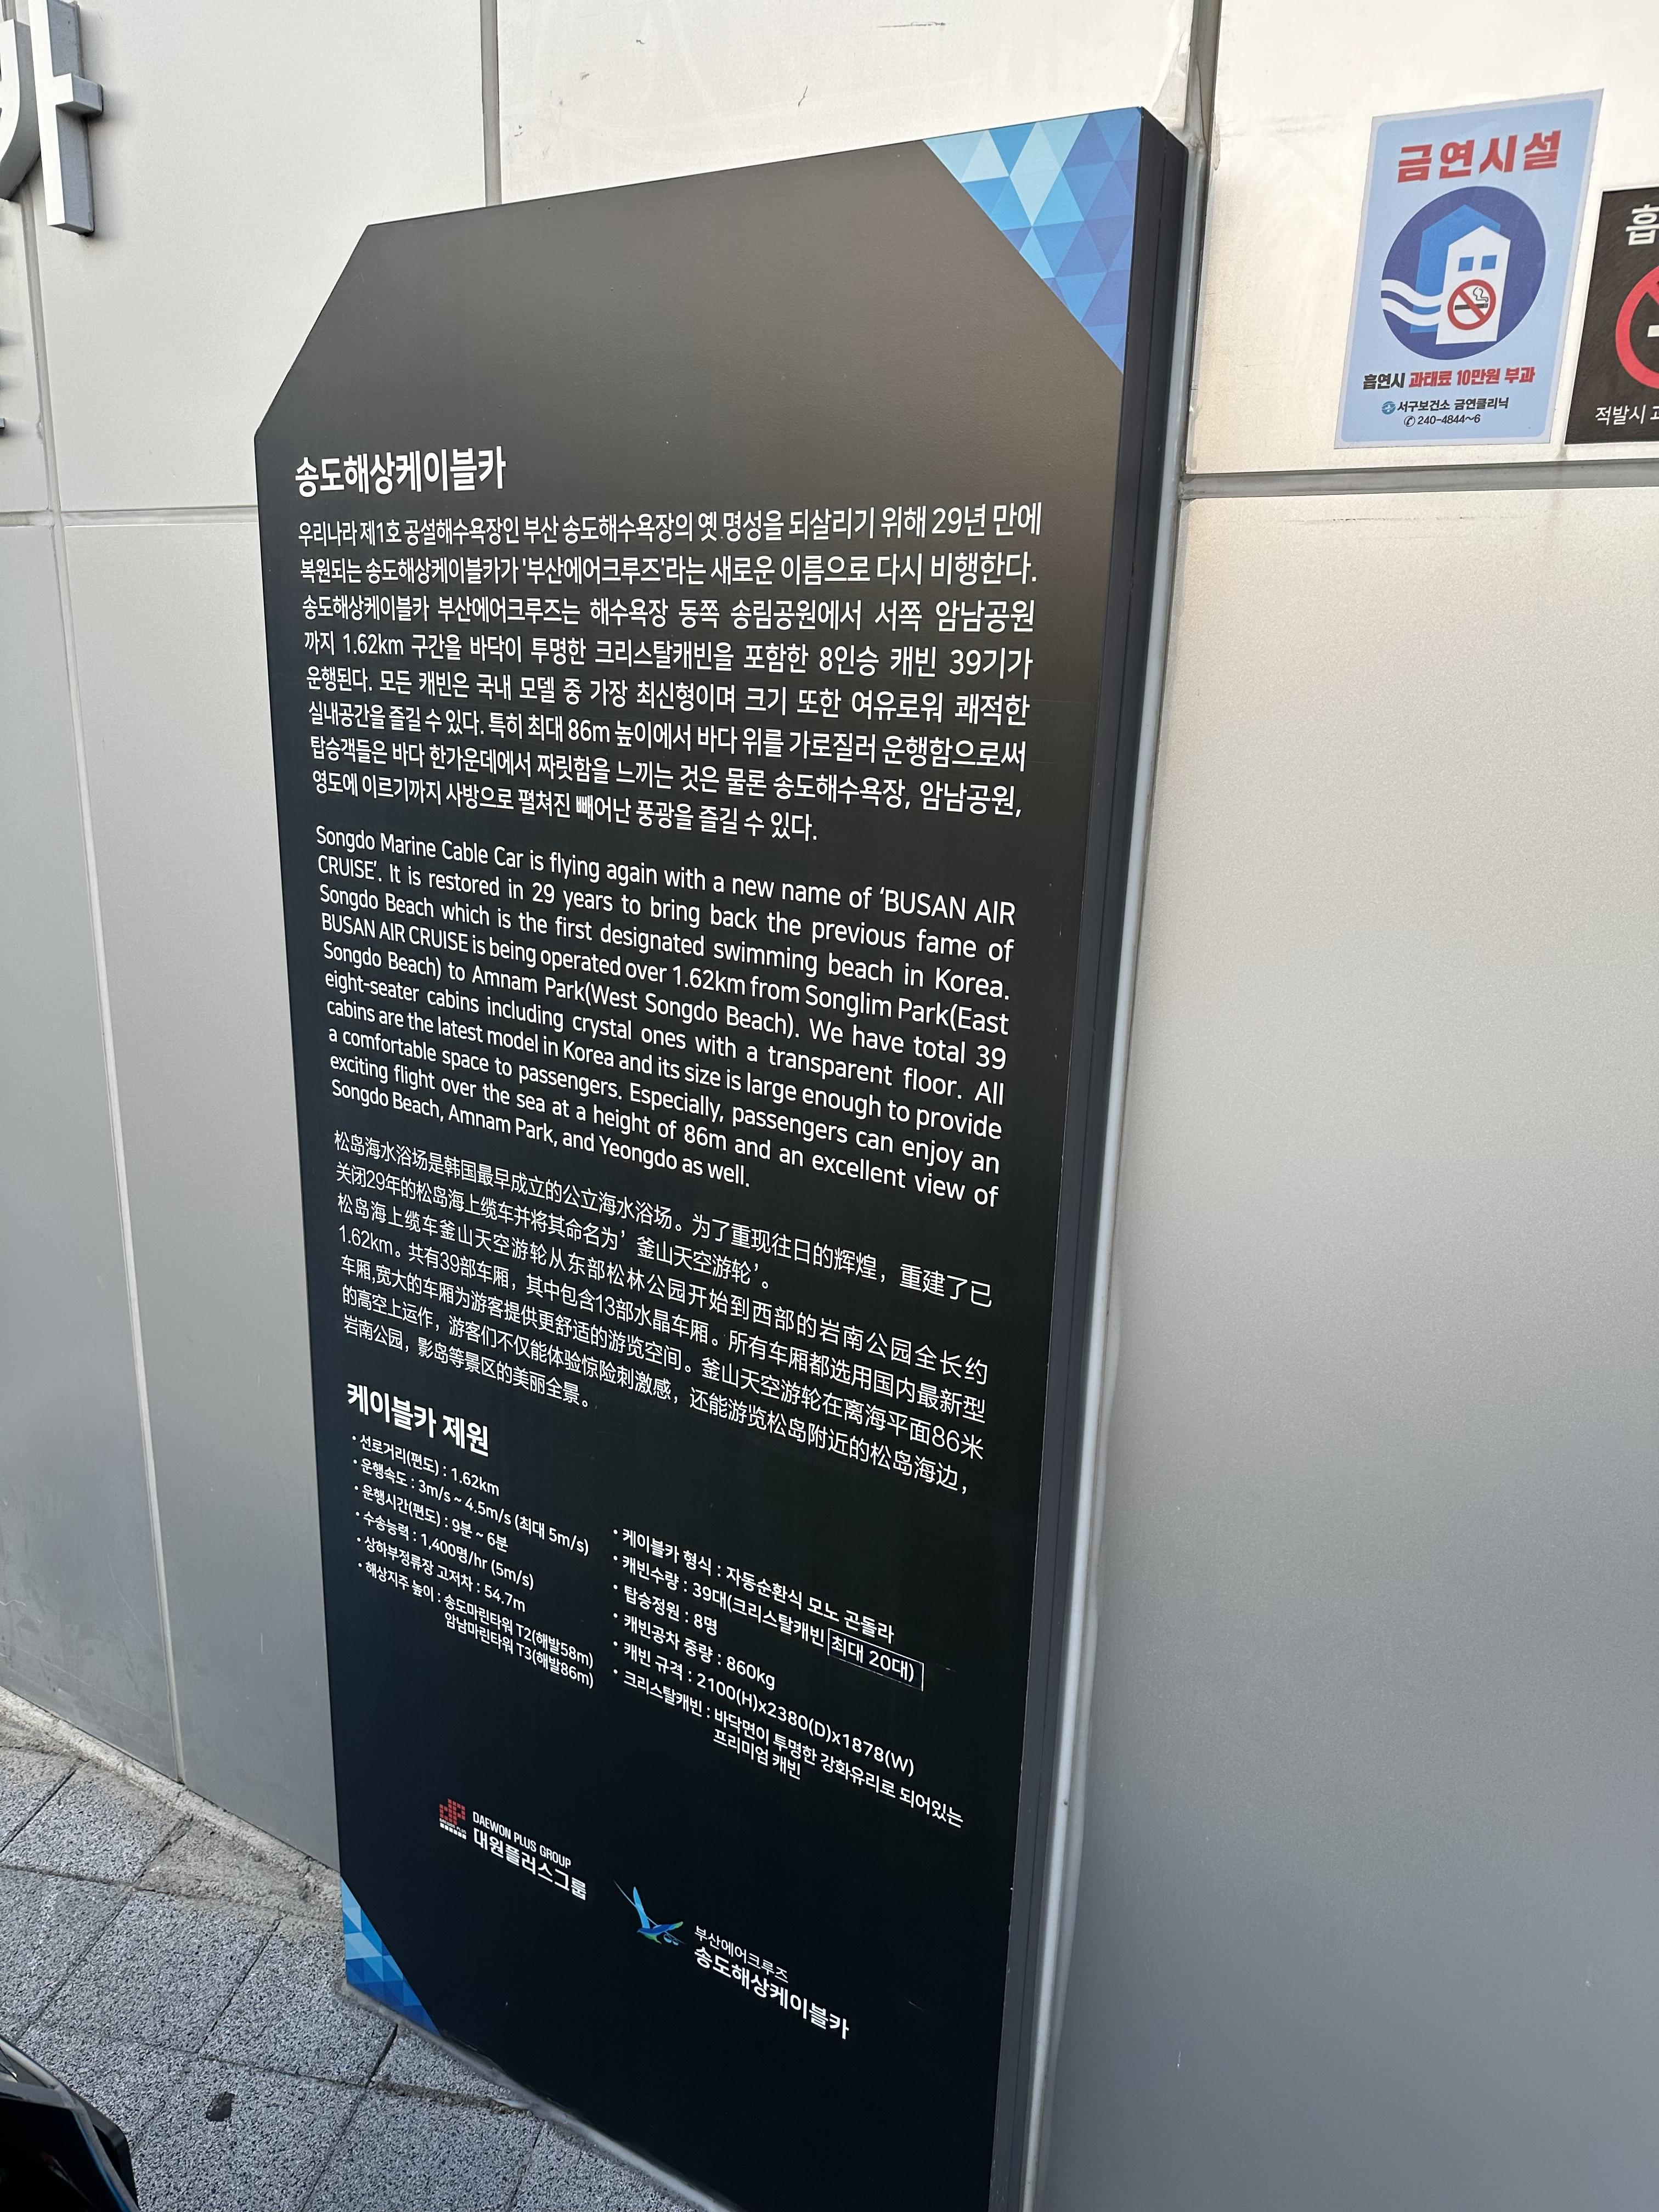 송도해상케이블카
우리나라 제1호 공설해수욕장인 부산 송도해수욕장의 옛 명성을 되살리기 위해 29년 만에
복원되는 송도해상케이블카가 '부산에어크루즈'라는 새로운 이름으로 다시 비행한다.
송도해상케이블카 부산에어크루즈는 해수욕장 동쪽 송림공원에서 서쪽 암남공원
까지 1.62km 구간을 바닥이 투명한 크리스탈캐빈을 포함한 8인승 캐빈 39기가
운행된다. 모든 캐빈은 국내 모델 중 가장 최신형이며 크기 또한 여유로워 쾌적한
실내공간을 즐길 수 있다. 특히 최대 86m 높이에서 바다 위를 가로질러 운행함으로써
탑승객들은 바다 한가운데에서 짜릿함을 느끼는 것은 물론 송도해수욕장, 암남공원,
영도에 이르기까지 사방으로 펼쳐진 빼어난 풍광을 즐길 수 있다.
Songdo Marine Cable Car is flying again with a new name of ‘BUSAN AIR
CRUISE’. It is restored in 29 years to bring back the previous fame of
Songdo Beach which is the first designated swimming beach in Korea.
BUSAN AIR CRUISE is being operated over 1.62km from Songlim Park(East
Songdo Beach) to Amnam Park(West Songdo Beach). We have total 39
eight-seater cabins including crystal ones with a transparent floor. All
cabins are the latest model in Korea and its size is large enough to provide
a comfortable space to passengers. Especially, passengers can enjoy an
exciting flight over the sea at a height of 86m and an excellent view of
Songdo Beach, Amnam Park, and Yeongdo as well.
松岛海水浴场是韩国最早成立的公立海水浴场。为了重现往日的辉煌，重建了已
关闭29年的松岛海上缆车并将其命名为’釜山天空游轮’。
松岛海上缆车釜山天空游轮从东部松林公园开始到西部的岩南公园全长约
1.62km。共有39部车厢，其中包含13部水晶车厢。所有车厢都选用国内最新型
车厢,宽大的车厢为游客提供更舒适的游览空间。釜山天空游轮在离海平面86米
的高空上运作，游客们不仅能体验惊险刺激感，还能游览松岛附近的松岛海边，
岩南公园，影岛等景区的美丽全景。
케이블카 제원
• 선로거리(편도) : 1.62km
• 운행속도 : 3m/s ~ 4.5m/s (최대 5m/s)
• 운행시간(편도) : 9분 ~ 6분
• 수송능력 : 1,400명/hr (5m/s)
• 상하부정류장 고저차 : 54.7m
• 해상지주 높이 : 송도마린타워 T2(해발58m)
암남마린타워 T3(해발86m)
• 케이블카 형식 : 자동순환식 모노 곤돌라
• 캐빈수량 : 39대(크리스탈캐빈 최대 20대)
• 탑승정원 : 8명
• 캐빈공차 중량 : 860kg
• 캐빈 규격 : 2100(H)x2380(D)x1878(W)
• 크리스탈캐빈 : 바닥면이 투명한 강화유리로 되어있는
프리미엄 캐빈
DAEWON PLUS GROUP
대원플러스그룹
부산에어크루즈
송도해상케이블카
금연시설
흡연시 과태료 10만원 부과
서구보건소 금연클리닉
✆ 240-4844~6
적발시